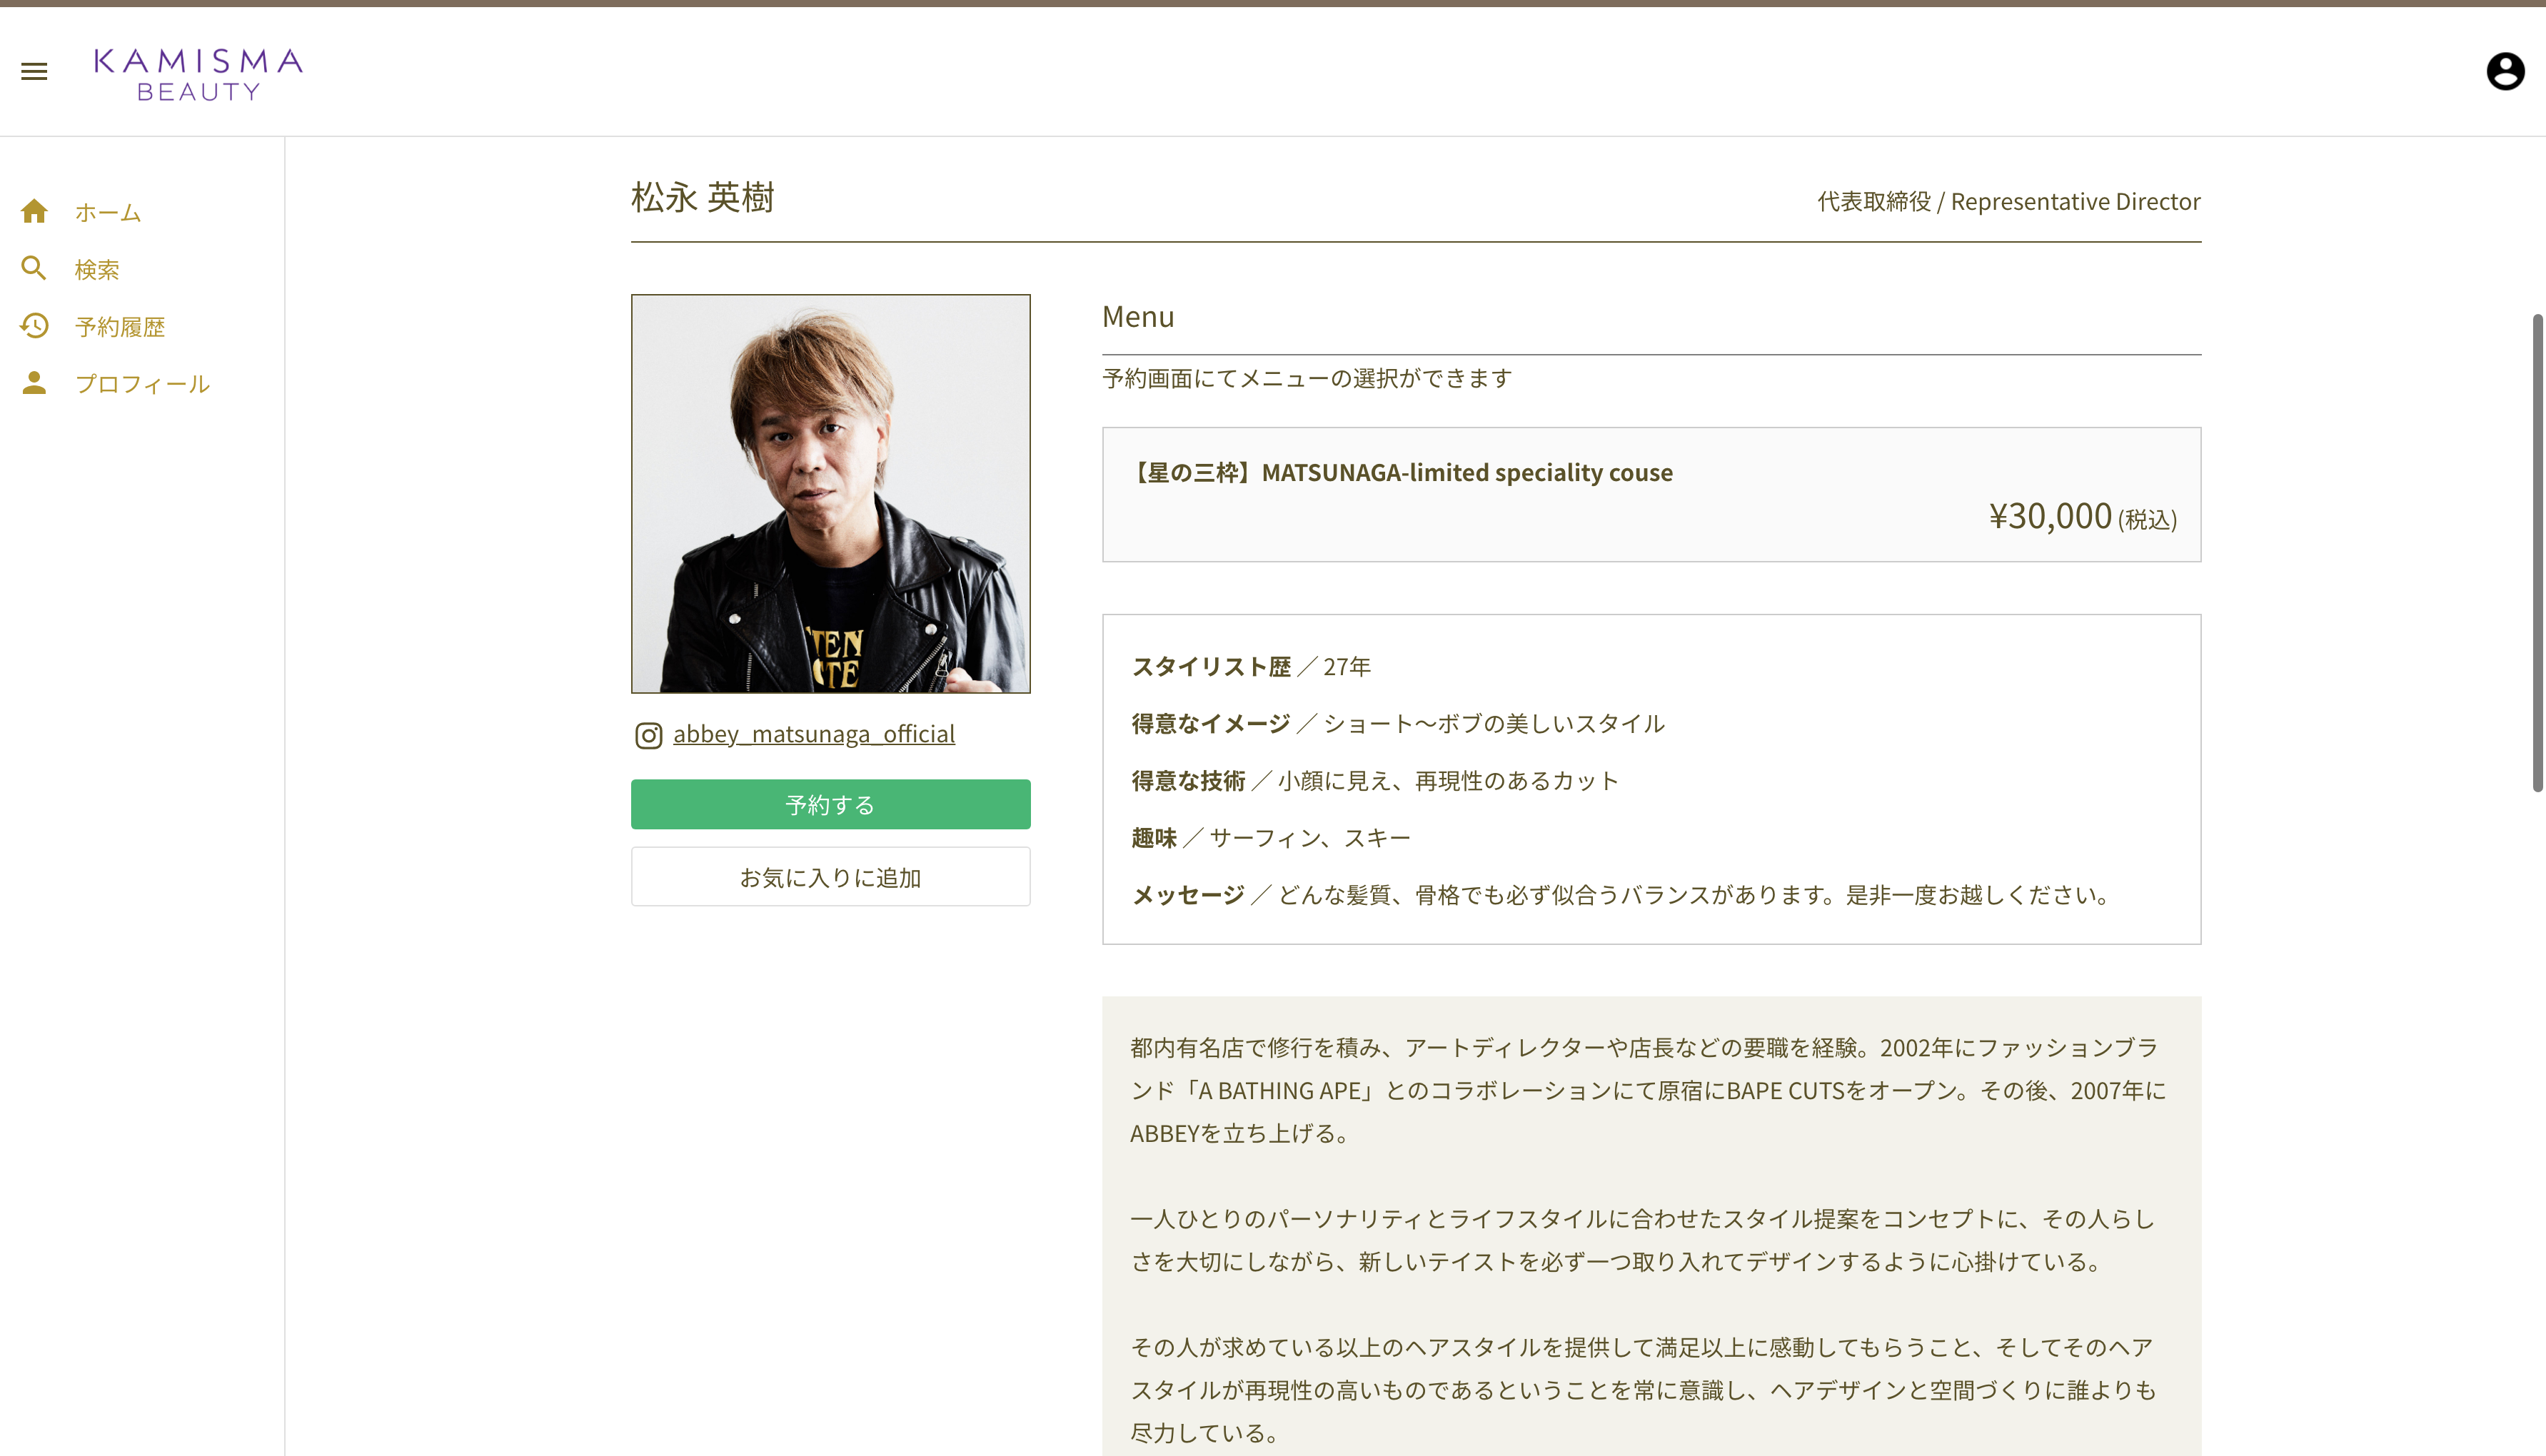 KAMISMA
BEAUTY
ホーム
検索
予約履歴
プロフィール
松永 英樹
代表取締役 / Representative Director
Menu
予約画面にてメニューの選択ができます
【星の三枠】MATSUNAGA-limited speciality couse
¥30,000 (税込)
TEN
CTE
abbey_matsunaga_official
予約する
お気に入りに追加
スタイリスト歴 ／ 27年
得意なイメージ ／ ショート〜ボブの美しいスタイル
得意な技術 ／ 小顔に見え、再現性のあるカット
趣味 ／ サーフィン、スキー
メッセージ ／ どんな髪質、骨格でも必ず似合うバランスがあります。是非一度お越しください。
都内有名店で修行を積み、アートディレクターや店長などの要職を経験。2002年にファッションブラ
ンド「A BATHING APE」とのコラボレーションにて原宿にBAPE CUTSをオープン。その後、2007年に
ABBEYを立ち上げる。
一人ひとりのパーソナリティとライフスタイルに合わせたスタイル提案をコンセプトに、その人らし
さを大切にしながら、新しいテイストを必ず一つ取り入れてデザインするように心掛けている。
その人が求めている以上のヘアスタイルを提供して満足以上に感動してもらうこと、そしてそのヘア
スタイルが再現性の高いものであるということを常に意識し、ヘアデザインと空間づくりに誰よりも
尽力している。